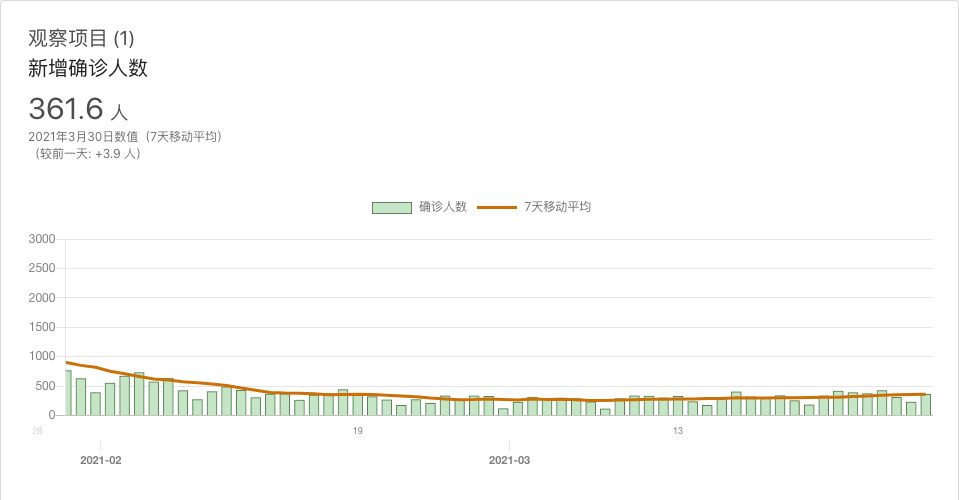 观察项目 (1)
新增确诊人数
361.6 人
2021年3月30日数值（7天移动平均）
（较前一天: +3.9 人）
确诊人数 7天移动平均
3000
2500
2000
1500
1000
500
0
28 19 13
2021-02 2021-03